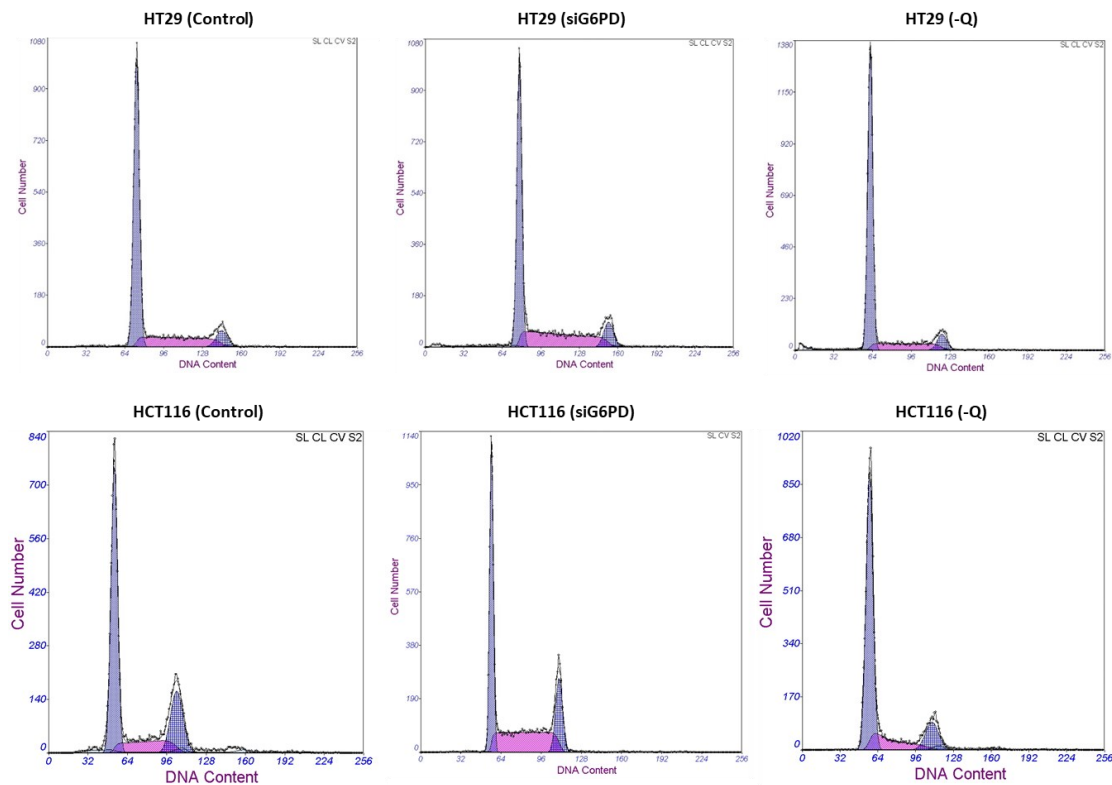 HT29 (Control)
SL CL CV S2
1080
900
720
540
360
180
0
Cell Number
0 32 64 96 128 160 192 224 256
DNA Content
HT29 (siG6PD)
SL CL CV S2
1080
900
720
540
360
180
0
Cell Number
0 32 64 96 128 160 192 224 256
DNA Content
HT29 (-Q)
SL CL CV S2
1380
1150
920
690
460
230
0
Cell Number
0 32 64 96 128 160 192 224 256
DNA Content
HCT116 (Control)
SL CL CV S2
840
700
560
420
280
140
0
Cell Number
0 32 64 96 128 160 192 224 256
DNA Content
HCT116 (siG6PD)
SL CV S2
1140
950
760
570
380
190
0
Cell Number
0 32 64 96 128 160 192 224 256
DNA Content
HCT116 (-Q)
SL CL CV S2
1020
850
680
510
340
170
0
Cell Number
0 32 64 96 128 160 192 224 256
DNA Content